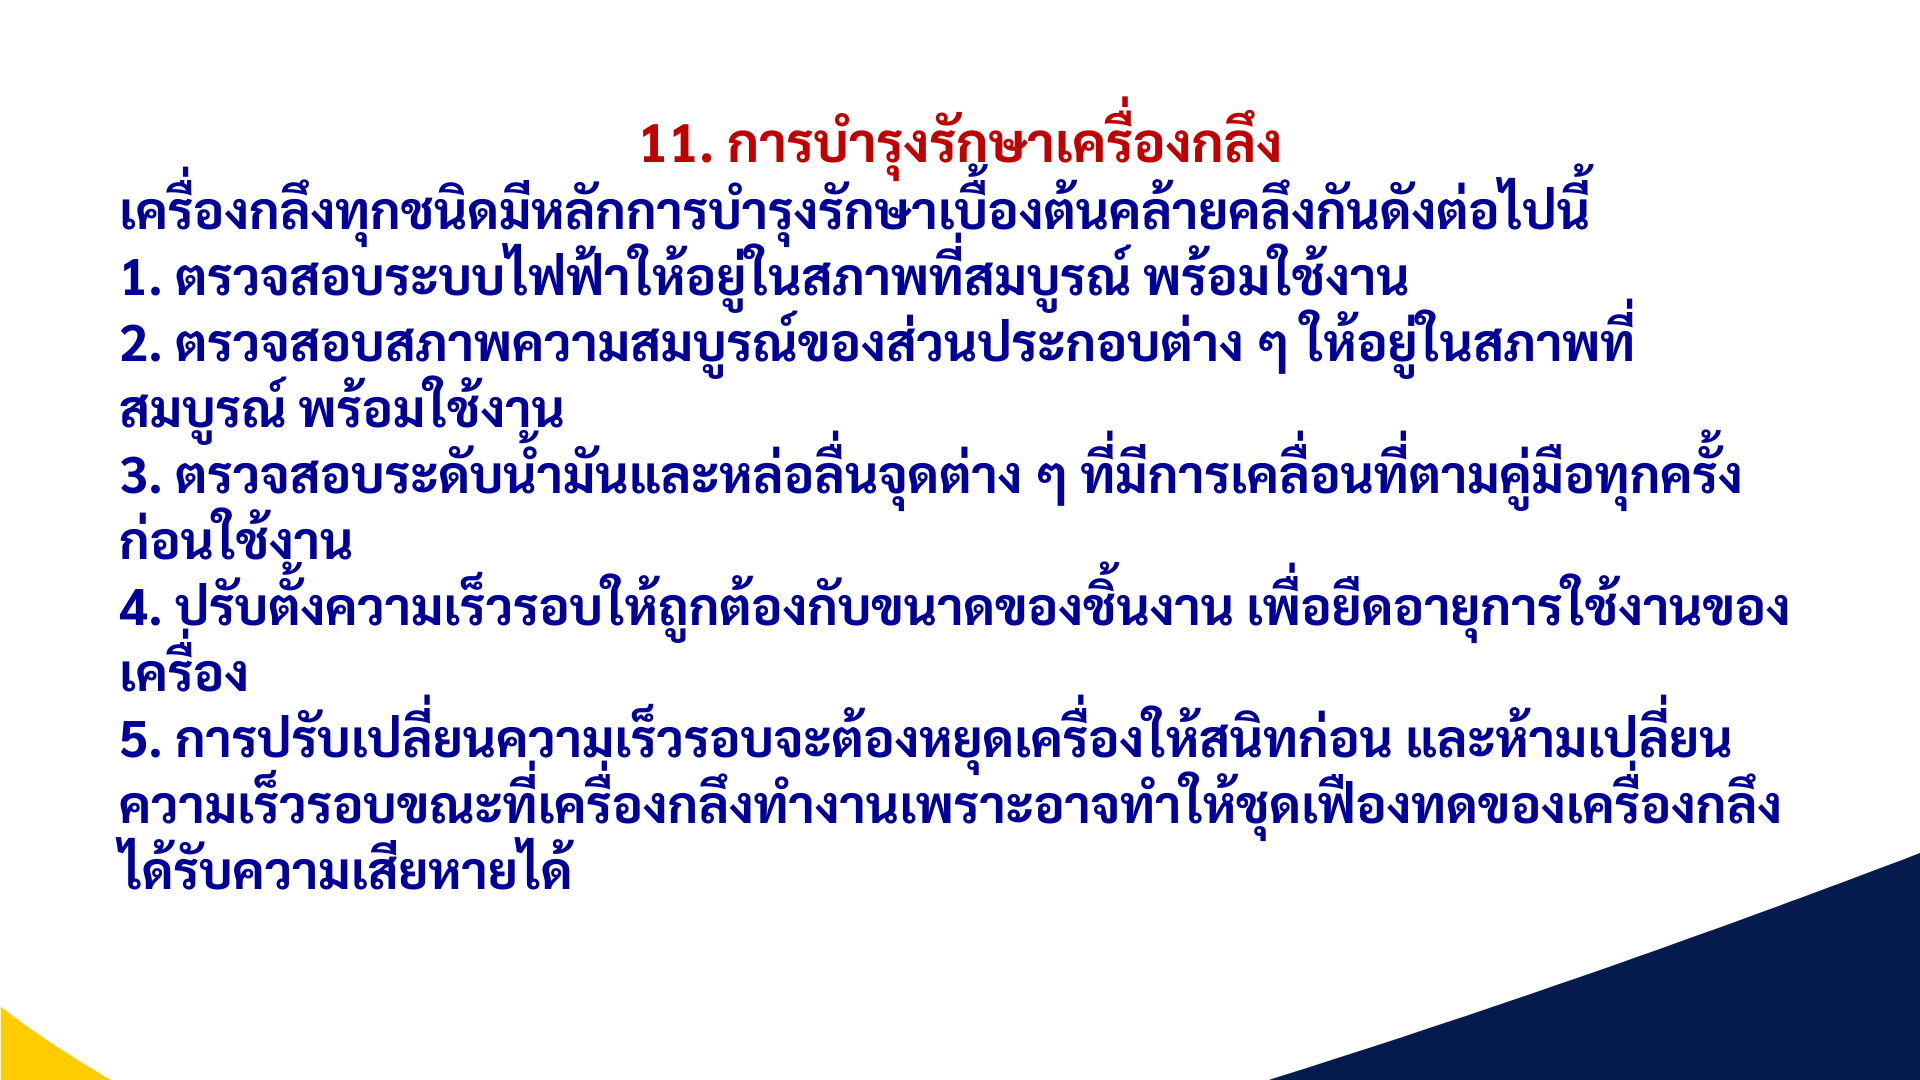 11. การบำรุงรักษาเครื่องกลึง
เครื่องกลึงทุกชนิดมีหลักการบำรุงรักษาเบื้องต้นคล้ายคลึงกันดังต่อไปนี้
1. ตรวจสอบระบบไฟฟ้าให้อยู่ในสภาพที่สมบูรณ์ พร้อมใช้งาน
2. ตรวจสอบสภาพความสมบูรณ์ของส่วนประกอบต่าง ๆ ให้อยู่ในสภาพที่
สมบูรณ์ พร้อมใช้งาน
3. ตรวจสอบระดับน้ำมันและหล่อลื่นจุดต่าง ๆ ที่มีการเคลื่อนที่ตามคู่มือทุกครั้ง
ก่อนใช้งาน
4. ปรับตั้งความเร็วรอบให้ถูกต้องกับขนาดของชิ้นงาน เพื่อยืดอายุการใช้งานของ
เครื่อง
5. การปรับเปลี่ยนความเร็วรอบจะต้องหยุดเครื่องให้สนิทก่อน และห้ามเปลี่ยน
ความเร็วรอบขณะที่เครื่องกลึงทำงานเพราะอาจทำให้ชุดเฟืองทดของเครื่องกลึง
ได้รับความเสียหายได้